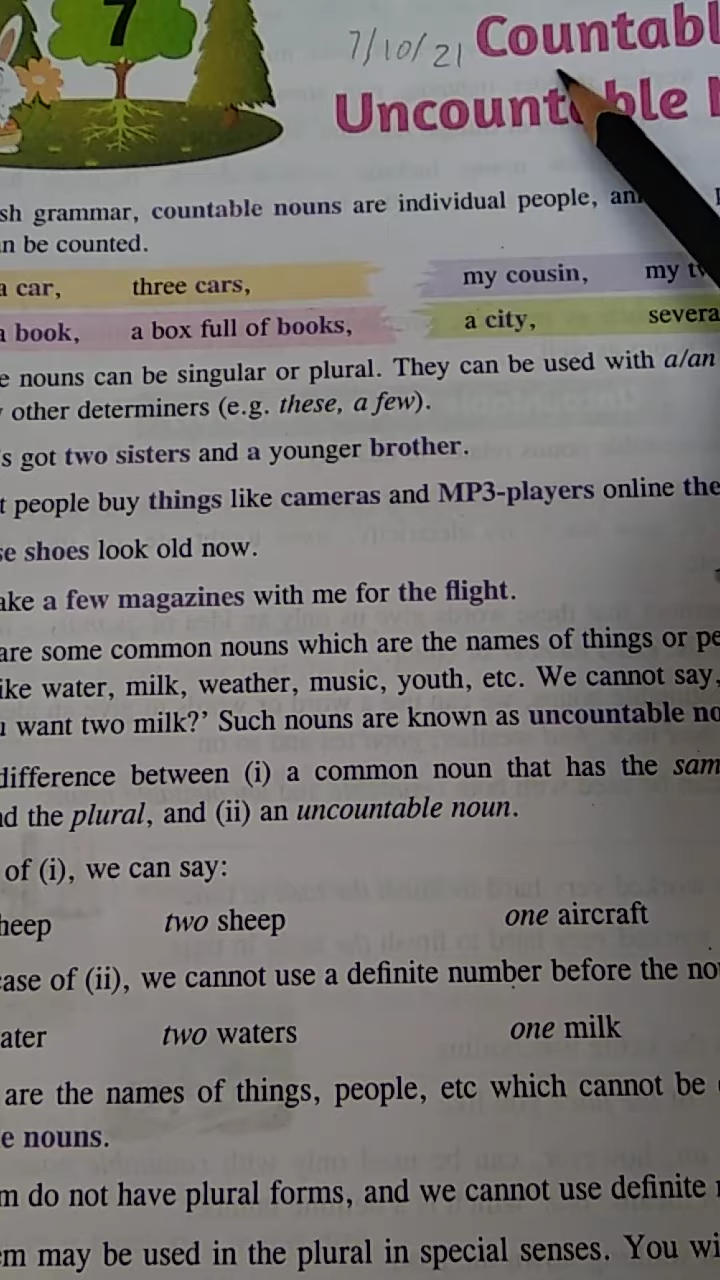 7
7/10/21
Countabl
Uncountable
sh grammar, countable nouns are individual people,
n be counted.
a car, three cars, my cousin, my
a book, a box full of books, a city, severa
e nouns can be singular or plural. They can be used with a/an
other determiners (e.g. these, a few).
s got two sisters and a younger brother.
t people buy things like cameras and MP3-players online the
se shoes look old now.
ake a few magazines with me for the flight.
are some common nouns which are the names of things or pe
ike water, milk, weather, music, youth, etc. We cannot say,
u want two milk?’ Such nouns are known as uncountable no
difference between (i) a common noun that has the sam
nd the plural, and (ii) an uncountable noun.
of (i), we can say:
heep two sheep one aircraft
case of (ii), we cannot use a definite number before the no
ater two waters one milk
are the names of things, people, etc which cannot be
e nouns.
m do not have plural forms, and we cannot use definite
em may be used in the plural in special senses. You wi